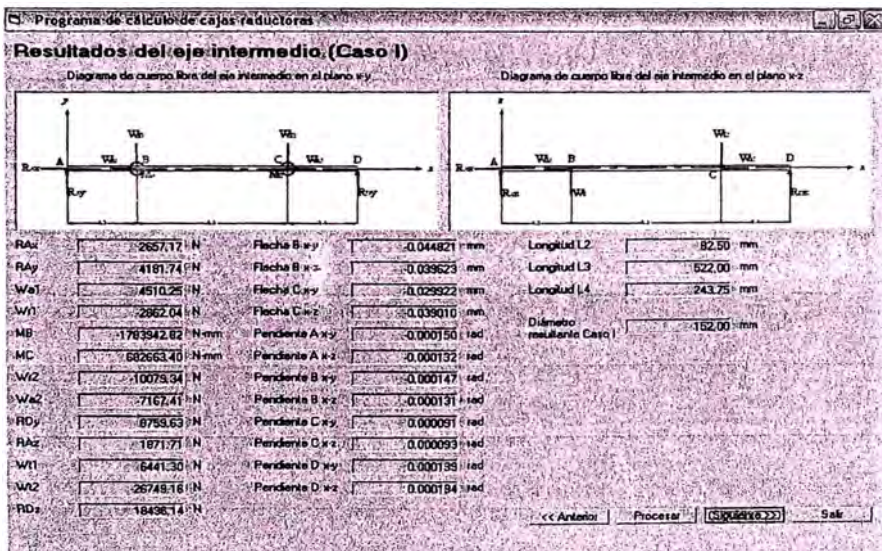 Programa de cálculo de cajas reductoras
Resultados del eje intermedio (Caso I)
Diagrama de cuerpo libre del eje intermedio en el plano x-y
Diagrama de cuerpo libre del eje intermedio en el plano x-z
y
A B C D x
RAy RDy
z
A B C D x
RAx 2657,17 N Flecha B x-y -0.044821 mm Longitud L2 82,50 mm
RAy 4181,74 N Flecha B x-z -0.039623 mm Longitud L3 522,00 mm
Wa1 4510,25 N Flecha C x-y -0.029922 mm Longitud L4 243,75 mm
Wr1 -2862,04 N Flecha C x-z -0.039010 mm
MB -1783942,82 N-mm Pendiente A x-y -0.000150 rad
Diámetro resultante Caso I 152,00 mm
MC 682663,40 N-mm Pendiente A x-z -0.000132 rad
Wr2 -10079,34 N Pendiente B x-y -0.000147 rad
Wa2 -7167,41 N Pendiente B x-z -0.000131 rad
RDy 8759,63 N Pendiente C x-y 0.000091 rad
RAz 1871,71 N Pendiente C x-z 0.000093 rad
Wt1 6441,30 N Pendiente D x-y 0.000139 rad
Wt2 -26749,16 N Pendiente D x-z 0.000184 rad
RDz 18436,14 N
<< Anterior Procesar Siguiente >> Salir